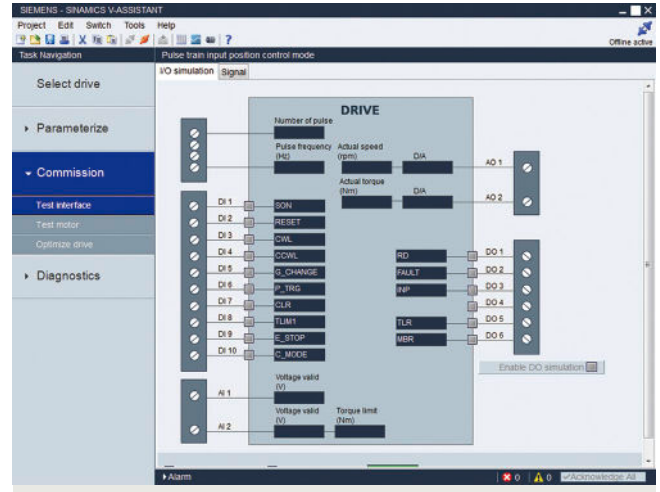 SIEMENS - SINAMICS V-ASSISTANT
Project Edit Switch Tools Help
Offline active
Task Navigation
Pulse train input position control mode
Select drive
Parameterize
Commission
Test interface
Test motor
Optimize drive
Diagnostics
I/O simulation Signal
DRIVE
Number of pulse
Pulse frequency
(Hz)
Actual speed
(rpm)
D/A
AO 1
Actual torque
(Nm)
D/A
AO 2
DI 1 SON
DI 2 RESET
DI 3 CWL
DI 4 CCWL
DI 5 G_CHANGE
DI 6 P_TRG
DI 7 CLR
DI 8 TLIM1
DI 9 E_STOP
DI 10 C_MODE
RD DO 1
FAULT DO 2
INP DO 3
DO 4
TLR DO 5
MBR DO 6
Enable DO simulation
AI 1
Voltage valid
(V)
AI 2
Voltage valid
(V)
Torque limit
(Nm)
Alarm
0
0
Acknowledge All